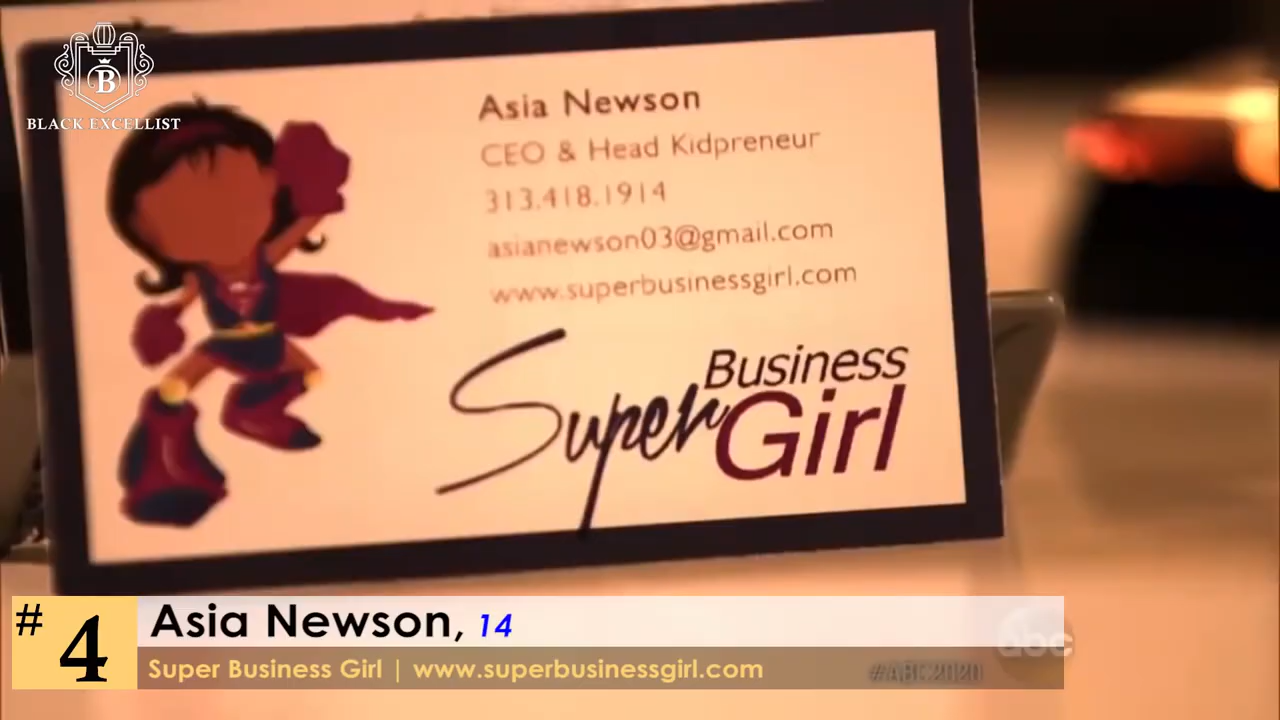 B
BLACK EXCELLIST
Asia Newson
CEO & Head Kidpreneur
313.418.1914
asianewson03@gmail.com
www.superbusinessgirl.com
Super Business Girl
#4
Asia Newson, 14
Super Business Girl | www.superbusinessgirl.com
abc
#ABC2020